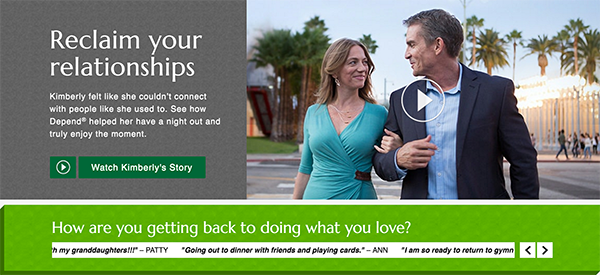 Reclaim your
relationships
Kimberly felt like she couldn't connect
with people like she used to. See how
Depend® helped her have a night out and
truly enjoy the moment.
Watch Kimberly's Story
How are you getting back to doing what you love?
h my granddaughters!!!" – PATTY "Going out to dinner with friends and playing cards." – ANN "I am so ready to return to gymn